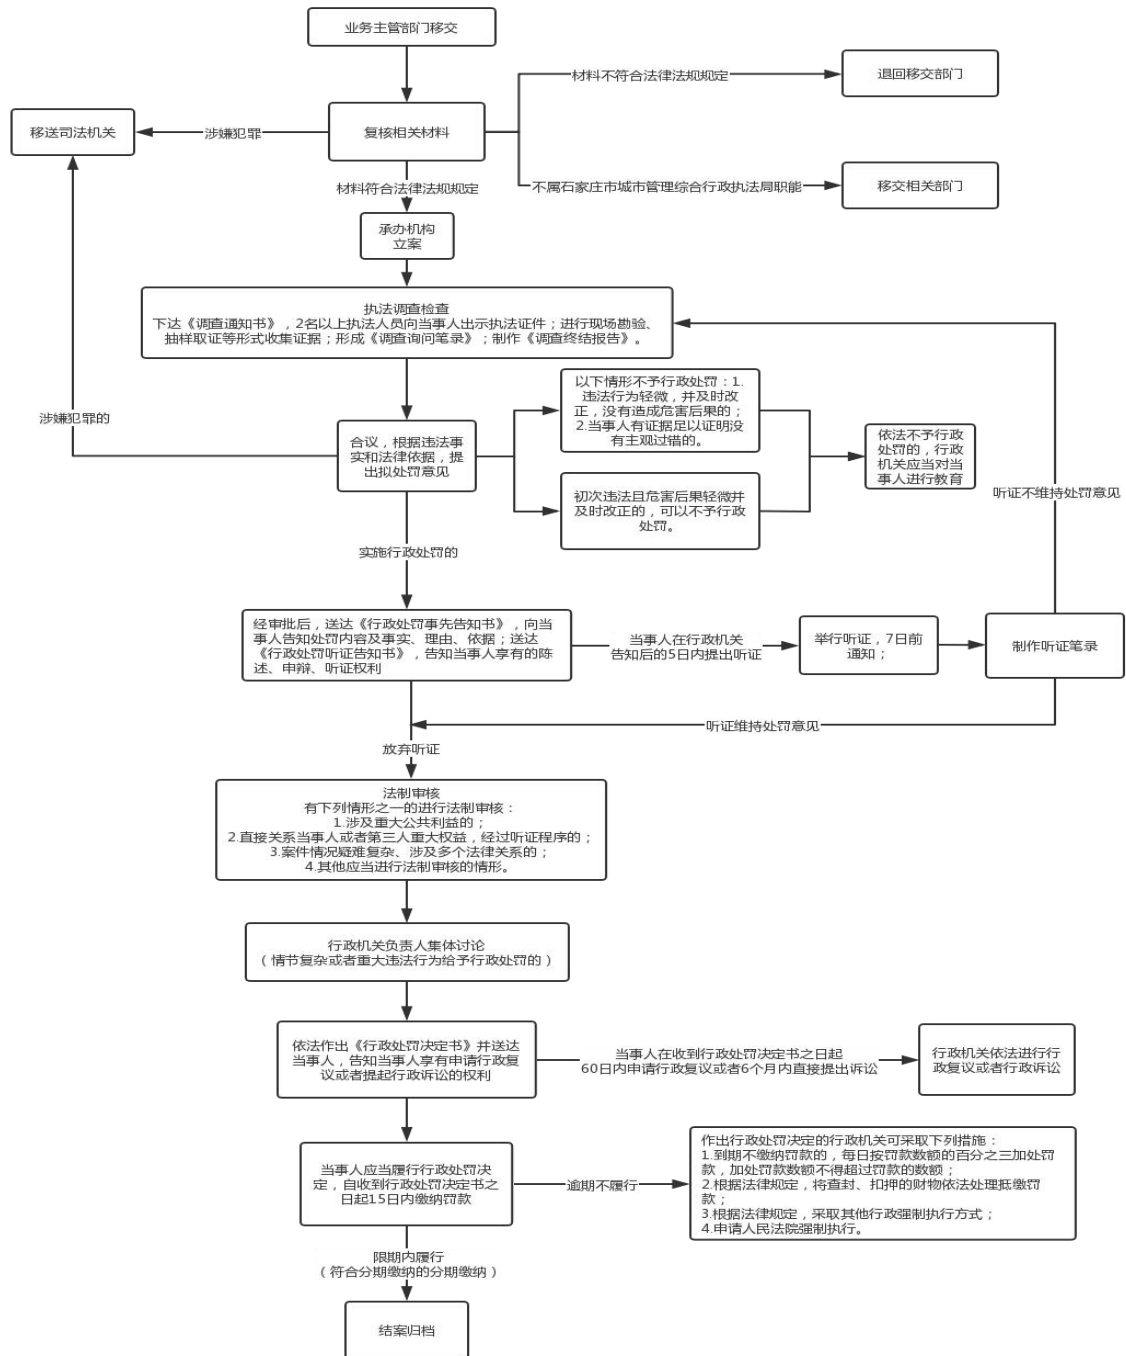 业务主管部门移交
材料不符合法律法规规定
退回移交部门
移送司法机关
涉嫌犯罪
复核相关材料
不属石家庄市城市管理综合行政执法局职能
移交相关部门
材料符合法律法规规定
承办机构
立案
执法调查检查
下达《调查通知书》，2名以上执法人员向当事人出示执法证件；进行现场勘验、
抽样取证等形式收集证据；形成《调查询问笔录》；制作《调查终结报告》。
涉嫌犯罪的
合议，根据违法事
实和法律依据，提
出拟处罚意见
以下情形不予行政处罚：1.
违法行为轻微，并及时改
正，没有造成危害后果的；
2.当事人有证据足以证明没
有主观过错的。
初次违法且危害后果轻微并
及时改正的，可以不予行政
处罚。
依法不予行政
处罚的，行政
机关应当对当
事人进行教育
听证不维持处罚意见
实施行政处罚的
经审批后，送达《行政处罚事先告知书》，向当
事人告知处罚内容及事实、理由、依据；送达
《行政处罚听证告知书》，告知当事人享有的陈
述、申辩、听证权利
当事人在行政机关
告知后的5日内提出听证
举行听证，7日前
通知；
制作听证笔录
听证维持处罚意见
放弃听证
法制审核
有下列情形之一的进行法制审核：
1.涉及重大公共利益的；
2.直接关系当事人或者第三人重大权益，经过听证程序的；
3.案件情况疑难复杂、涉及多个法律关系的；
4.其他应当进行法制审核的情形。
行政机关负责人集体讨论
（情节复杂或者重大违法行为给予行政处罚的）
依法作出《行政处罚决定书》并送达
当事人，告知当事人享有申请行政复
议或者提起行政诉讼的权利
当事人在收到行政处罚决定书之日起
60日内申请行政复议或者6个月内直接提出诉讼
行政机关依法进行行
政复议或者行政诉讼
当事人应当履行行政处罚决
定，自收到行政处罚决定书之
日起15日内缴纳罚款
逾期不履行
作出行政处罚决定的行政机关可采取下列措施：
1.到期不缴纳罚款的，每日按罚款数额的百分之三加处罚
款，加处罚款数额不得超过罚款的数额；
2.根据法律规定，将查封、扣押的财物依法处理抵缴罚
款；
3.根据法律规定，采取其他行政强制执行方式；
4.申请人民法院强制执行。
限期内履行
（符合分期缴纳的分期缴纳）
结案归档